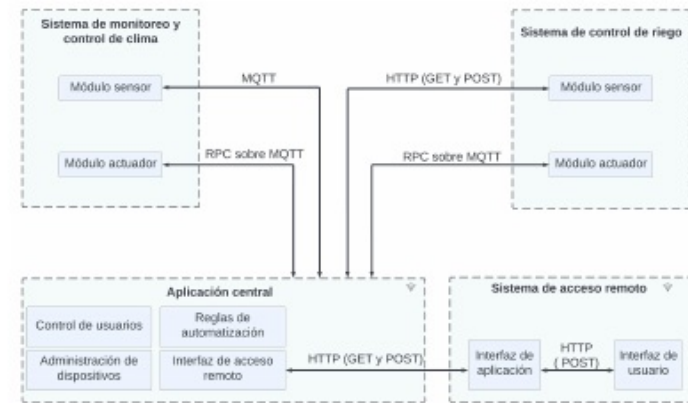 Sistema de monitoreo y
control de clima
Módulo sensor
Módulo actuador
MQTT
RPC sobre MQTT
Sistema de control de riego
HTTP (GET y POST)
Módulo sensor
RPC sobre MQTT
Módulo actuador
Aplicación central
Control de usuarios
Reglas de
automatización
Administración de
dispositivos
Interfaz de acceso
remoto
HTTP (GET y POST)
Sistema de acceso remoto
Interfaz de
aplicación
HTTP
( POST)
Interfaz de
usuario